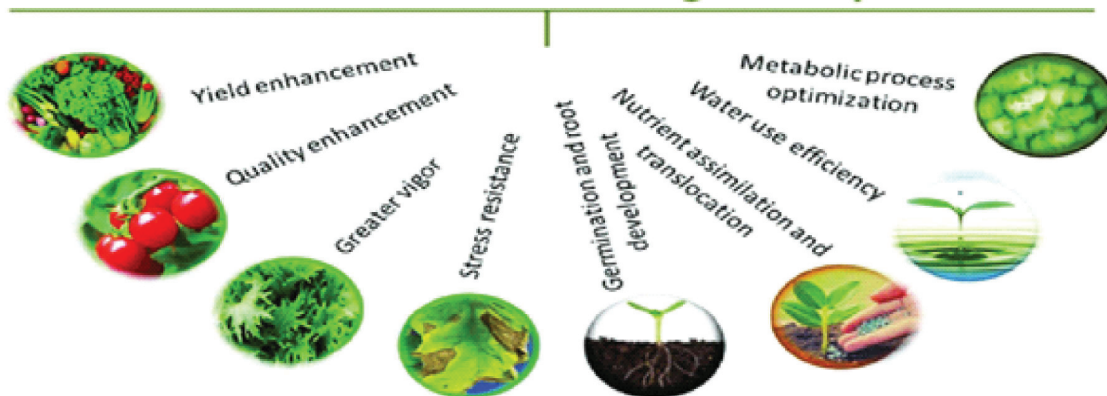 Yield enhancement
Quality enhancement
Greater vigor
Stress resistance
Germination and root
development
Nutrient assimilation and
translocation
Water use efficiency
Metabolic process
optimization